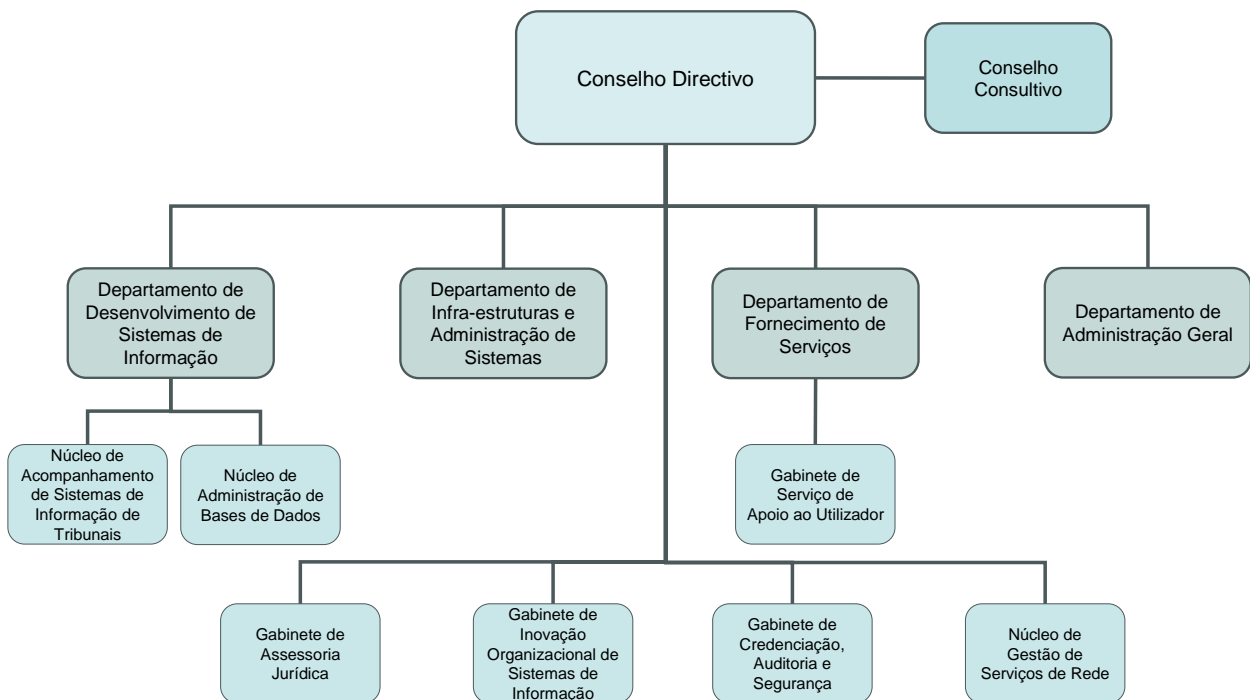 Conselho Directivo
Conselho
Consultivo
Departamento de
Desenvolvimento de
Sistemas de
Informação
Departamento de
Infra-estruturas e
Administração de
Sistemas
Departamento de
Fornecimento de
Serviços
Departamento de
Administração Geral
Núcleo de
Acompanhamento
de Sistemas de
Informação de
Tribunais
Núcleo de
Administração de
Bases de Dados
Gabinete de
Serviço de
Apoio ao Utilizador
Gabinete de
Assessoria
Jurídica
Gabinete de
Inovação
Organizacional de
Sistemas de
Informação
Gabinete de
Credenciação,
Auditoria e
Segurança
Núcleo de
Gestão de
Serviços de Rede